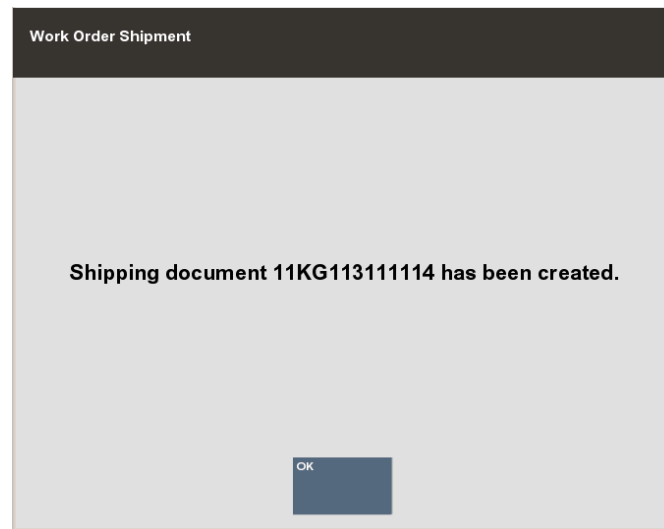 Work Order Shipment
Shipping document 11KG113111114 has been created.
OK